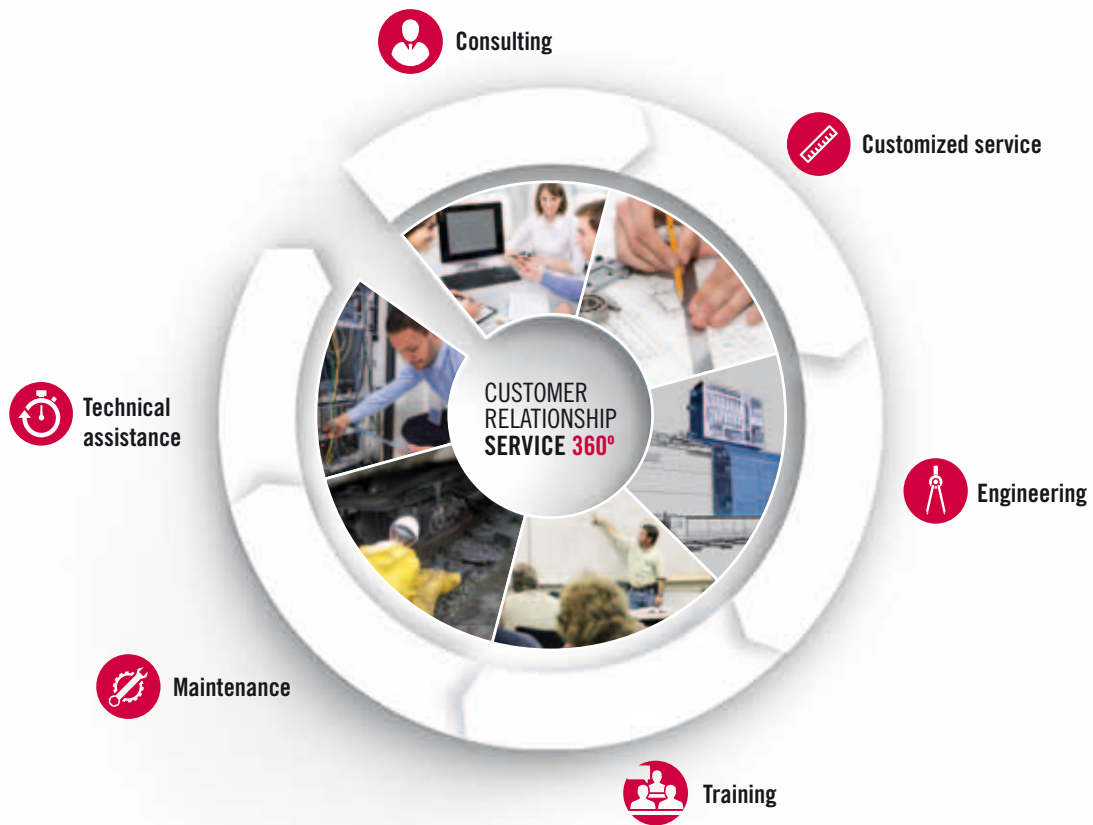 Consulting
Customized service
CUSTOMER
RELATIONSHIP
SERVICE 360º
Technical
assistance
Engineering
Maintenance
Training